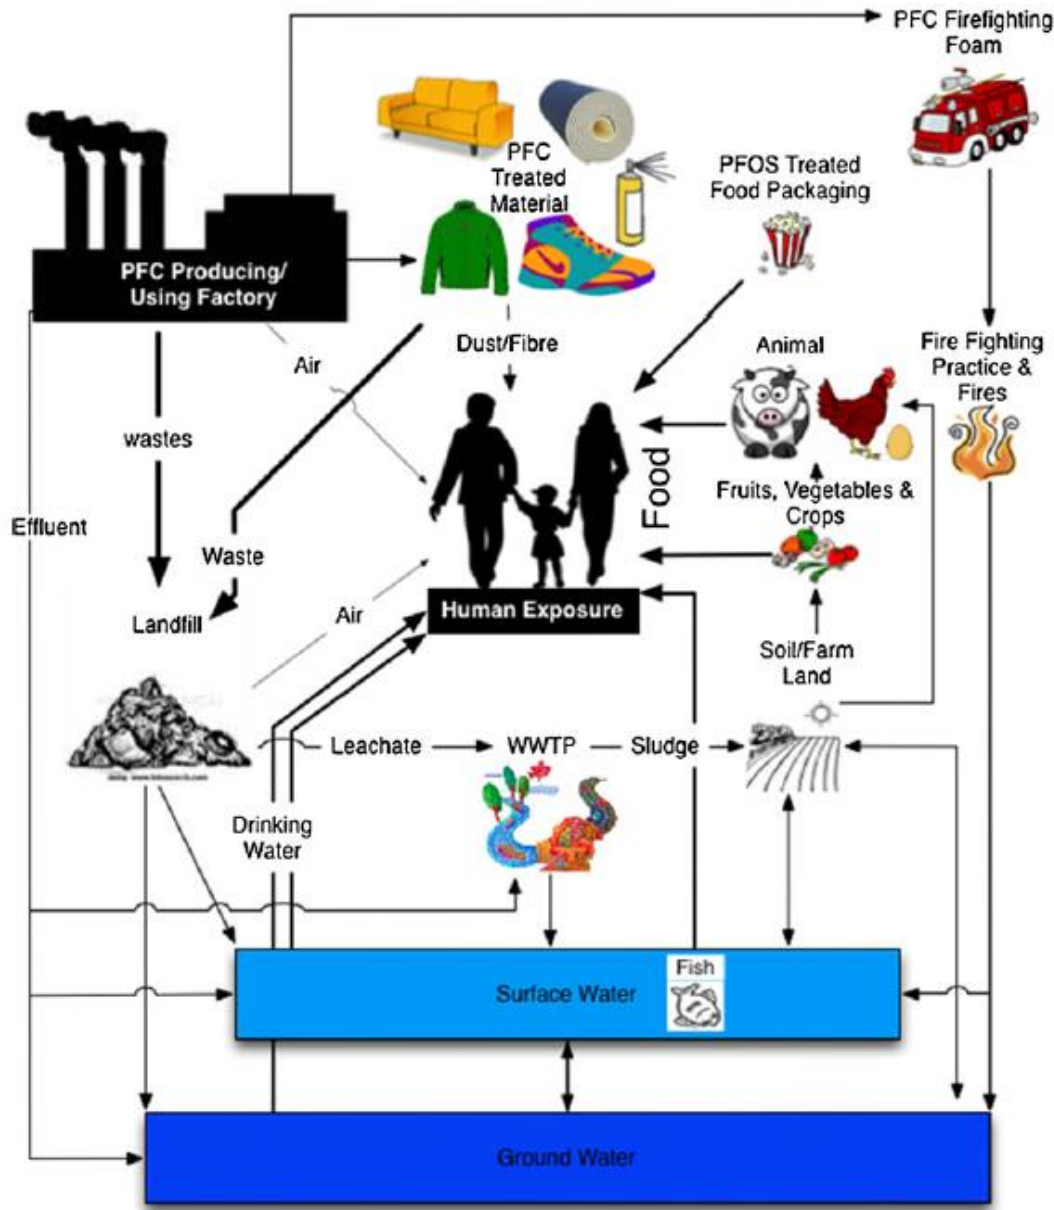 PFC Firefighting
Foam
PFC
Treated
Material
PFOS Treated
Food Packaging
PFC Producing/
Using Factory
Air
Dust/Fibre
Animal
Fire Fighting
Practice &
Fires
wastes
Food
Fruits, Vegetables &
Crops
Effluent
Waste
Landfill
Air
Human Exposure
Soil/Farm
Land
Leachate
WWTP
Sludge
Drinking
Water
Fish
Surface Water
Ground Water